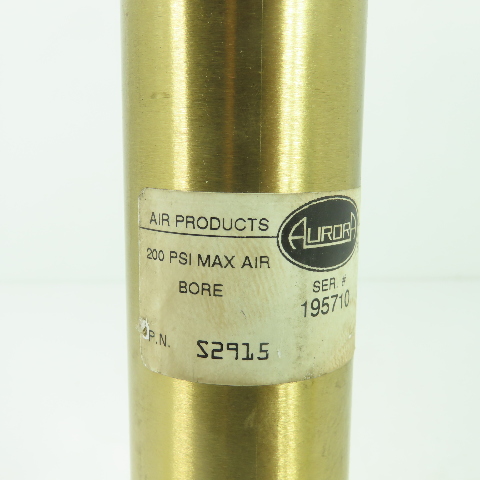 AIR PRODUCTS
AURORA
200 PSI MAX AIR
BORE
SER. #
195710
P.N. S2915